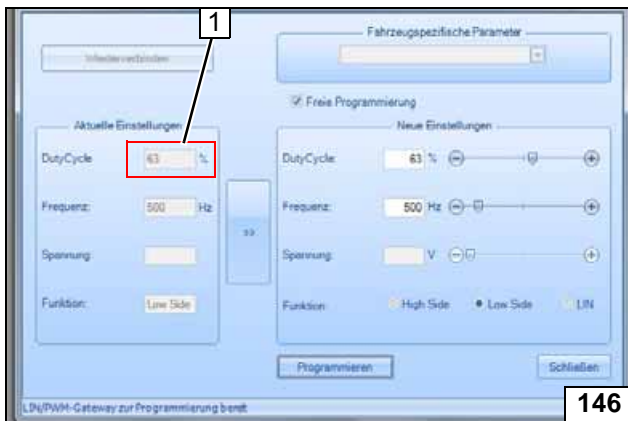 1
Fahrzeugspezifische Parameter
Wiederverbinden
Freie Programmierung
Aktuelle Einstellungen
Neue Einstellungen
DutyCycle 63 %
DutyCycle: 63 %
Frequenz: 500 Hz
Frequenz: 500 Hz
>>
Spannung:
Spannung: V
Funktion: Low Side
Funktion: High Side Low Side LIN
Programmieren
Schließen
LIN/PWM-Gateway zur Programmierung bereit
146